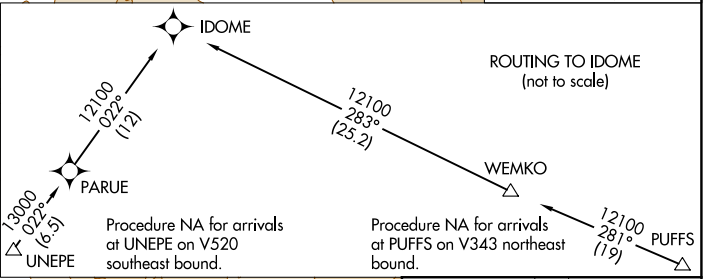 IDOME
ROUTING TO IDOME
(not to scale)
12100
022°
(12)
12100
283°
(25.2)
PARUE
WEMKO
13000
022°
(6.5)
UNEPE
Procedure NA for arrivals
at UNEPE on V520
southeast bound.
Procedure NA for arrivals
at PUFFS on V343 northeast
bound.
12100
281°
(19)
PUFFS